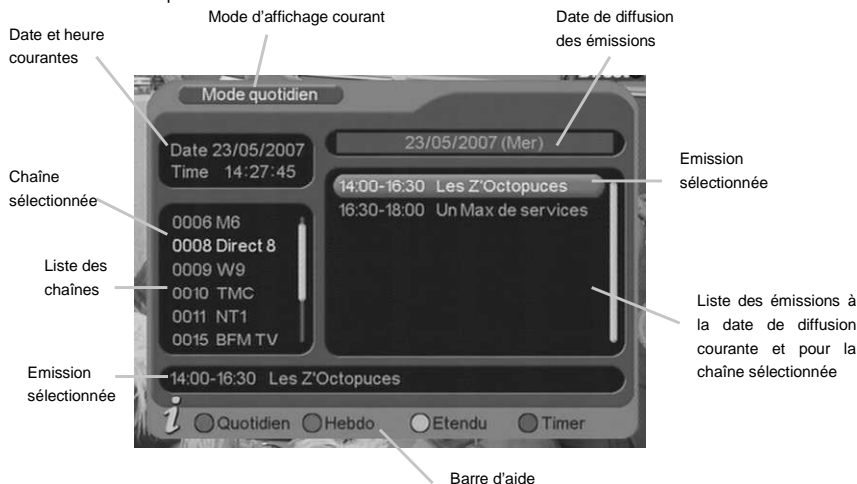 Mode d'affichage courant
Date de diffusion
des émissions
Date et heure
courantes
Mode quotidien
Date 23/05/2007
Time 14:27:45
23/05/2007 (Mer)
Emission
sélectionnée
14:00-16:30 Les Z'Octopuces
16:30-18:00 Un Max de services
Chaîne
sélectionnée
0006 M6
0008 Direct 8
0009 W9
0010 TMC
0011 NT1
0015 BFM TV
Liste des
chaînes
Liste des émissions à
la date de diffusion
courante et pour la
chaîne sélectionnée
Emission
sélectionnée
14:00-16:30 Les Z'Octopuces
i Quotidien Hebdo Etendu Timer
Barre d'aide